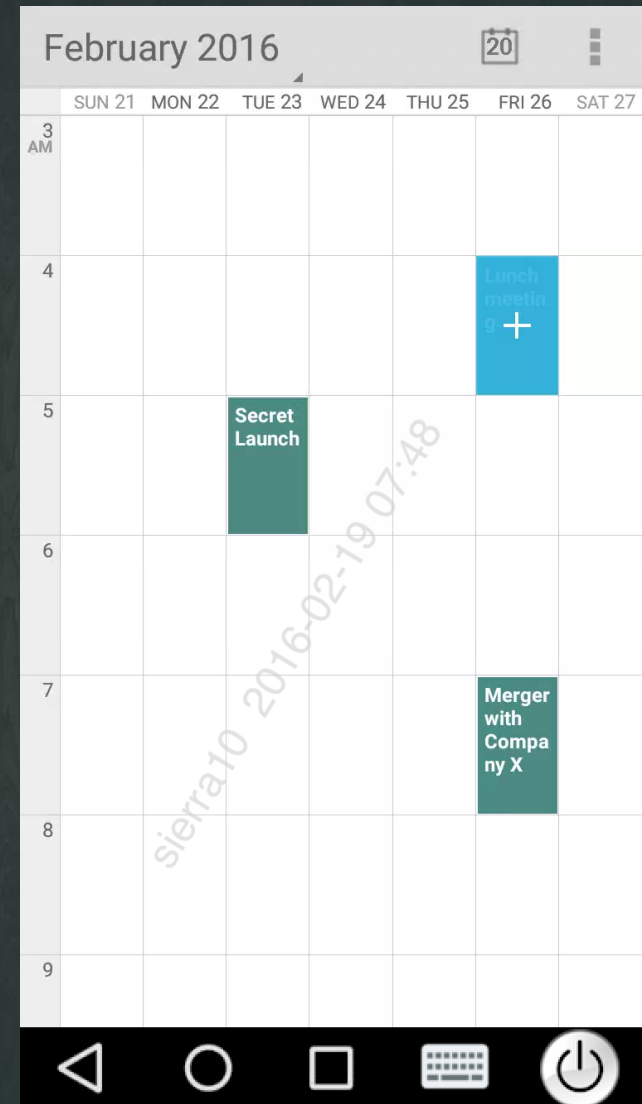 February 2016
20
SUN 21 MON 22 TUE 23 WED 24 THU 25 FRI 26 SAT 27
3
AM
4
Lunch
meetin
g
5
Secret
Launch
6
7
Merger
with
Compa
ny X
8
9
sierra10 2016-02-19 07:48